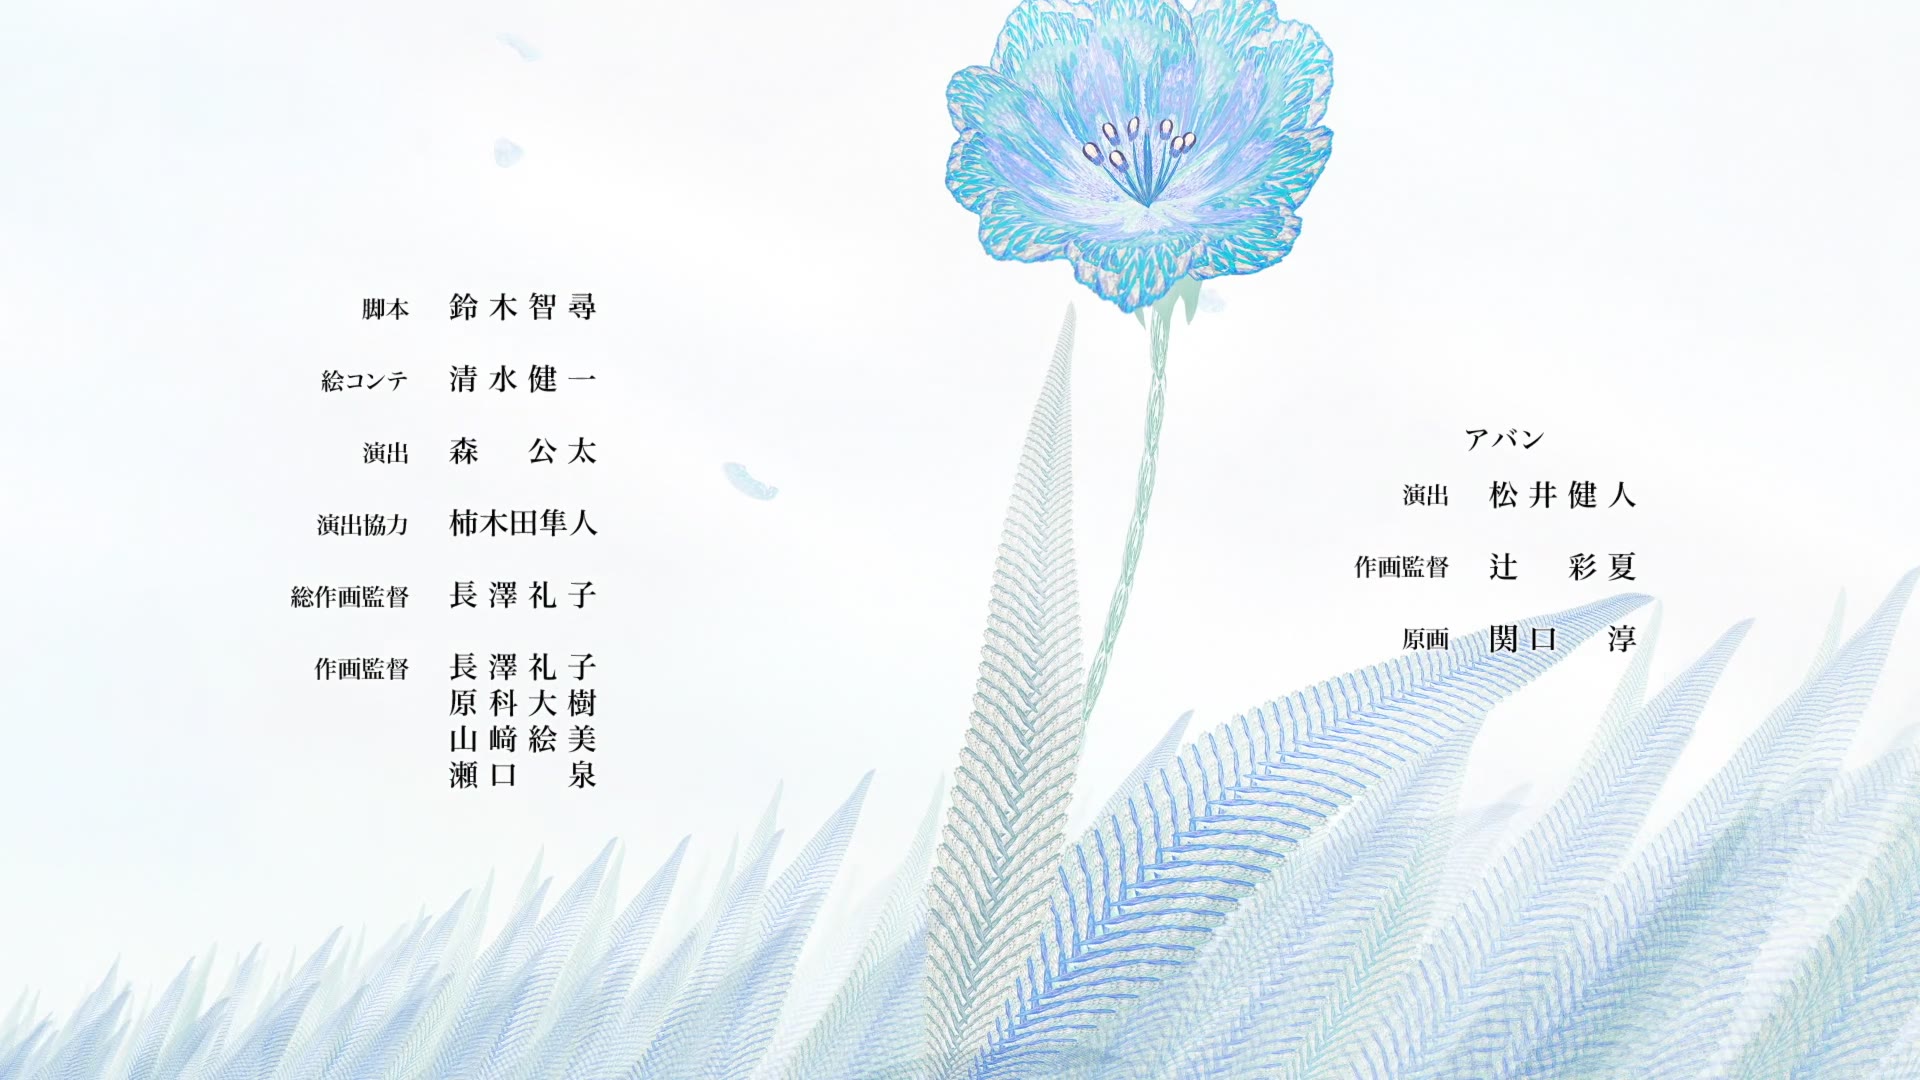 脚本 鈴木智尋
絵コンテ 清水健一
演出 森 公太
演出協力 柿木田隼人
総作画監督 長澤礼子
作画監督 長澤礼子
原科大樹
山﨑絵美
瀬口 泉
アバン
演出 松井健人
作画監督 辻 彩夏
原画 関口 淳